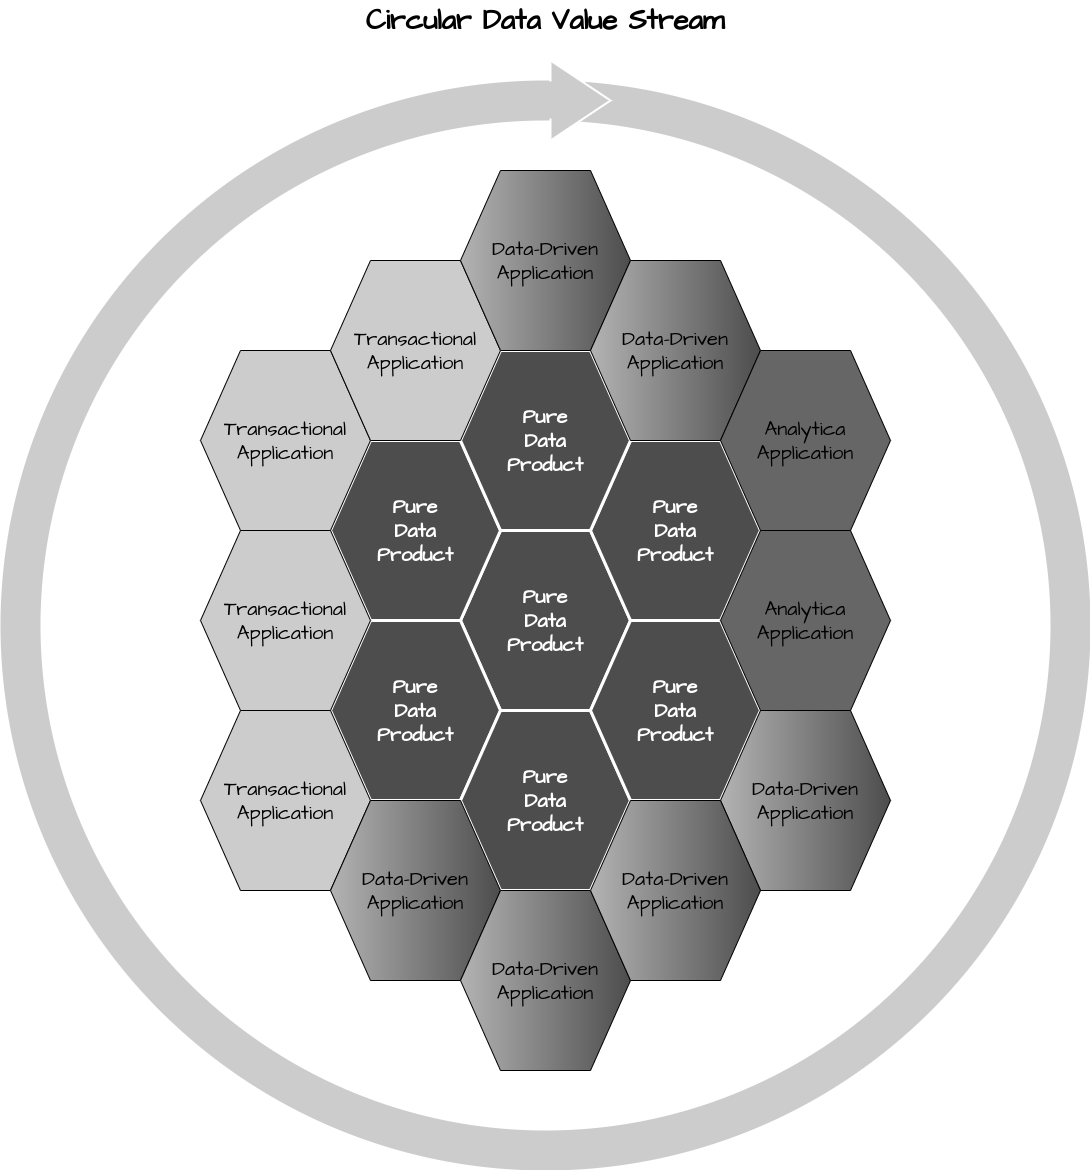 Circular Data Value Stream
Data-Driven
Application
Transactional
Application
Data-Driven
Application
Transactional
Application
Pure
Data
Product
Analytica
Application
Pure
Data
Product
Pure
Data
Product
Transactional
Application
Pure
Data
Product
Analytica
Application
Pure
Data
Product
Pure
Data
Product
Transactional
Application
Pure
Data
Product
Data-Driven
Application
Data-Driven
Application
Data-Driven
Application
Data-Driven
Application